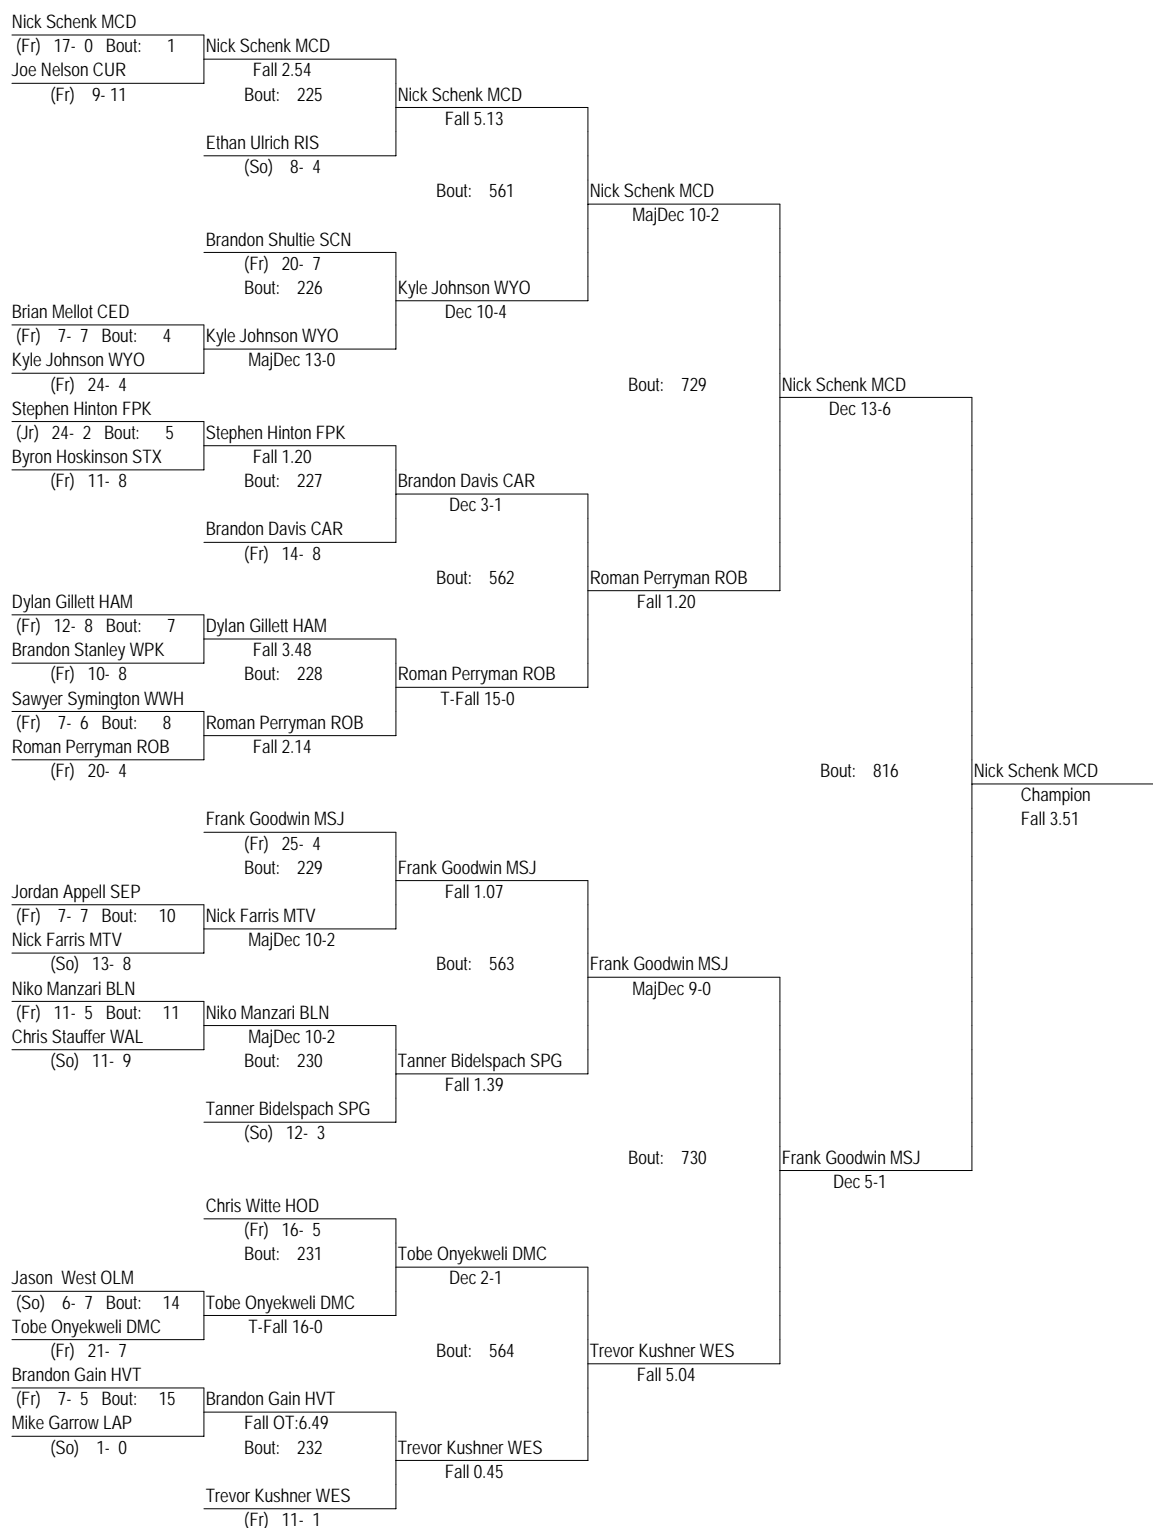 Nick Schenk MCD
(Fr) 17- 0 Bout: 1 Nick Schenk MCD
Joe Nelson CUR Fall 2.54
(Fr) 9- 11 Bout: 225 Nick Schenk MCD
Fall 5.13
Ethan Ulrich RIS
(So) 8- 4
Bout: 561 Nick Schenk MCD
MajDec 10-2
Brandon Shultie SCN
(Fr) 20- 7
Bout: 226 Kyle Johnson WYO
Brian Mellot CED Dec 10-4
(Fr) 7- 7 Bout: 4 Kyle Johnson WYO
Kyle Johnson WYO MajDec 13-0
(Fr) 24- 4 Bout: 729 Nick Schenk MCD
Stephen Hinton FPK Dec 13-6
(Jr) 24- 2 Bout: 5 Stephen Hinton FPK
Byron Hoskinson STX Fall 1.20
(Fr) 11- 8 Bout: 227 Brandon Davis CAR
Dec 3-1
Brandon Davis CAR
(Fr) 14- 8
Bout: 562 Roman Perryman ROB
Dylan Gillett HAM Fall 1.20
(Fr) 12- 8 Bout: 7 Dylan Gillett HAM
Brandon Stanley WPK Fall 3.48
(Fr) 10- 8 Bout: 228 Roman Perryman ROB
Sawyer Symington WWH T-Fall 15-0
(Fr) 7- 6 Bout: 8 Roman Perryman ROB
Roman Perryman ROB Fall 2.14
(Fr) 20- 4 Bout: 816 Nick Schenk MCD
Champion
Frank Goodwin MSJ Fall 3.51
(Fr) 25- 4
Bout: 229 Frank Goodwin MSJ
Jordan Appell SEP Fall 1.07
(Fr) 7- 7 Bout: 10 Nick Farris MTV
Nick Farris MTV MajDec 10-2
(So) 13- 8 Bout: 563 Frank Goodwin MSJ
Niko Manzari BLN MajDec 9-0
(Fr) 11- 5 Bout: 11 Niko Manzari BLN
Chris Stauffer WAL MajDec 10-2
(So) 11- 9 Bout: 230 Tanner Bidelspach SPG
Fall 1.39
Tanner Bidelspach SPG
(So) 12- 3
Bout: 730 Frank Goodwin MSJ
Dec 5-1
Chris Witte HOD
(Fr) 16- 5
Bout: 231 Tobe Onyekweli DMC
Jason West OLM Dec 2-1
(So) 6- 7 Bout: 14 Tobe Onyekweli DMC
Tobe Onyekweli DMC T-Fall 16-0
(Fr) 21- 7 Bout: 564 Trevor Kushner WES
Brandon Gain HVT Fall 5.04
(Fr) 7- 5 Bout: 15 Brandon Gain HVT
Mike Garrow LAP Fall OT:6.49
(So) 1- 0 Bout: 232 Trevor Kushner WES
Fall 0.45
Trevor Kushner WES
(Fr) 11- 1